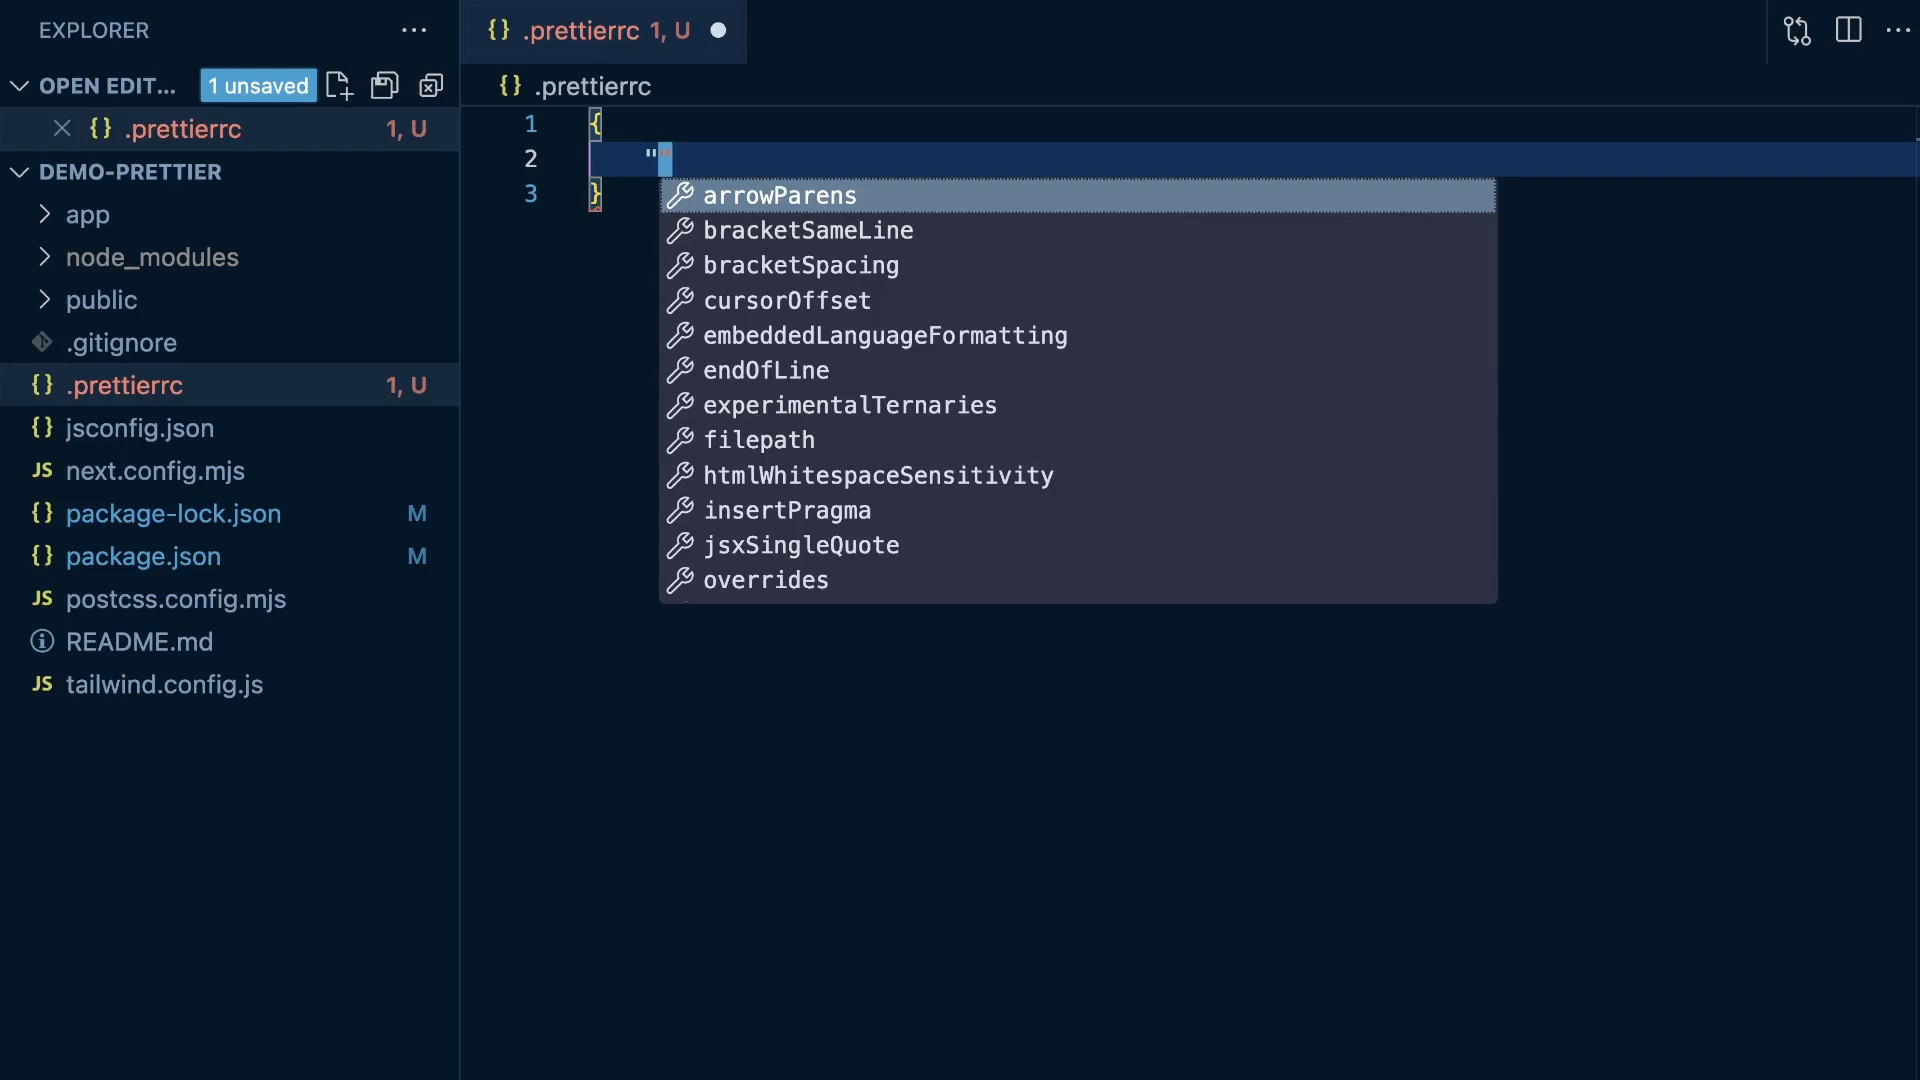 EXPLORER
OPEN EDIT... 1 unsaved
.prettierrc 1, U
DEMO-PRETTIER
app
node_modules
public
.gitignore
{} .prettierrc 1, U
{} jsconfig.json
JS next.config.mjs
{} package-lock.json M
{} package.json M
JS postcss.config.mjs
README.md
JS tailwind.config.js
{} .prettierrc 1, U
{} .prettierrc
1 {
2 ""
3 }
arrowParens
bracketSameLine
bracketSpacing
cursorOffset
embeddedLanguageFormatting
endOfLine
experimentalTernaries
filepath
htmlWhitespaceSensitivity
insertPragma
jsxSingleQuote
overrides